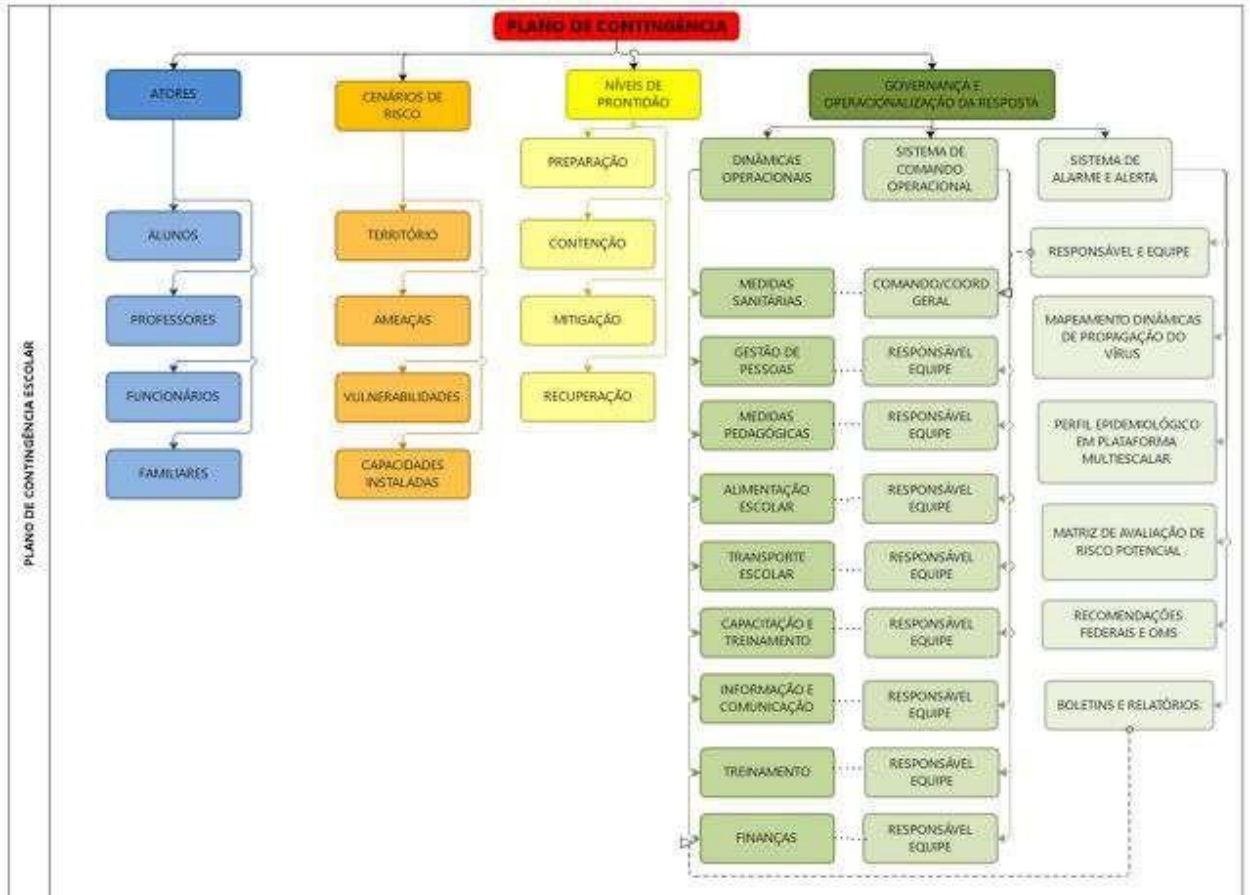 PLANO DE CONTINGÊNCIA
ATORES
CENÁRIOS DE
RISCO
NÍVEIS DE
PRONTIDÃO
GOVERNANÇA E
OPERACIONALIZAÇÃO DA RESPOSTA
PREPARAÇÃO
DINÂMICAS
OPERACIONAIS
SISTEMA DE
COMANDO
OPERACIONAL
SISTEMA DE
ALARME E ALERTA
ALUNOS
TERRITÓRIO
CONTENÇÃO
RESPONSÁVEL E EQUIPE
MEDIDAS
SANITÁRIAS
COMANDO/COORD
GERAL
PROFESSORES
AMEAÇAS
MITIGAÇÃO
MAPEAMENTO DINÂMICAS
DE PROPAGAÇÃO DO
VÍRUS
GESTÃO DE
PESSOAS
RESPONSÁVEL
EQUIPE
FUNCIONÁRIOS
VULNERABILIDADES
RECUPERAÇÃO
MEDIDAS
PEDAGÓGICAS
RESPONSÁVEL
EQUIPE
PERFIL EPIDEMIOLÓGICO
EM PLATAFORMA
MULTIESCALAR
FAMILIARES
CAPACIDADES
INSTALADAS
ALIMENTAÇÃO
ESCOLAR
RESPONSÁVEL
EQUIPE
MATRIZ DE AVALIAÇÃO DE
RISCO POTENCIAL
TRANSPORTE
ESCOLAR
RESPONSÁVEL
EQUIPE
CAPACITAÇÃO E
TREINAMENTO
RESPONSÁVEL
EQUIPE
RECOMENDAÇÕES
FEDERAIS E OMS
INFORMAÇÃO E
COMUNICAÇÃO
RESPONSÁVEL
EQUIPE
BOLETINS E RELATÓRIOS
TREINAMENTO
RESPONSÁVEL
EQUIPE
FINANÇAS
RESPONSÁVEL
EQUIPE
PLANO DE CONTINGÊNCIA ESCOLAR